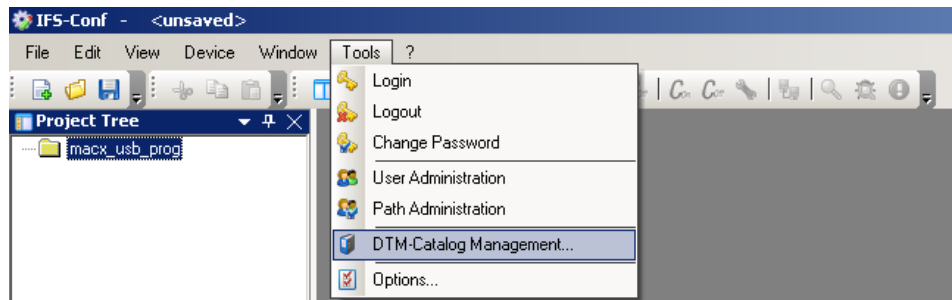 IFS-Conf - <unsaved>
File Edit View Device Window Tools ?
Login
Logout
Change Password
User Administration
Path Administration
DTM-Catalog Management...
Options...
Project Tree
macx_usb_prog